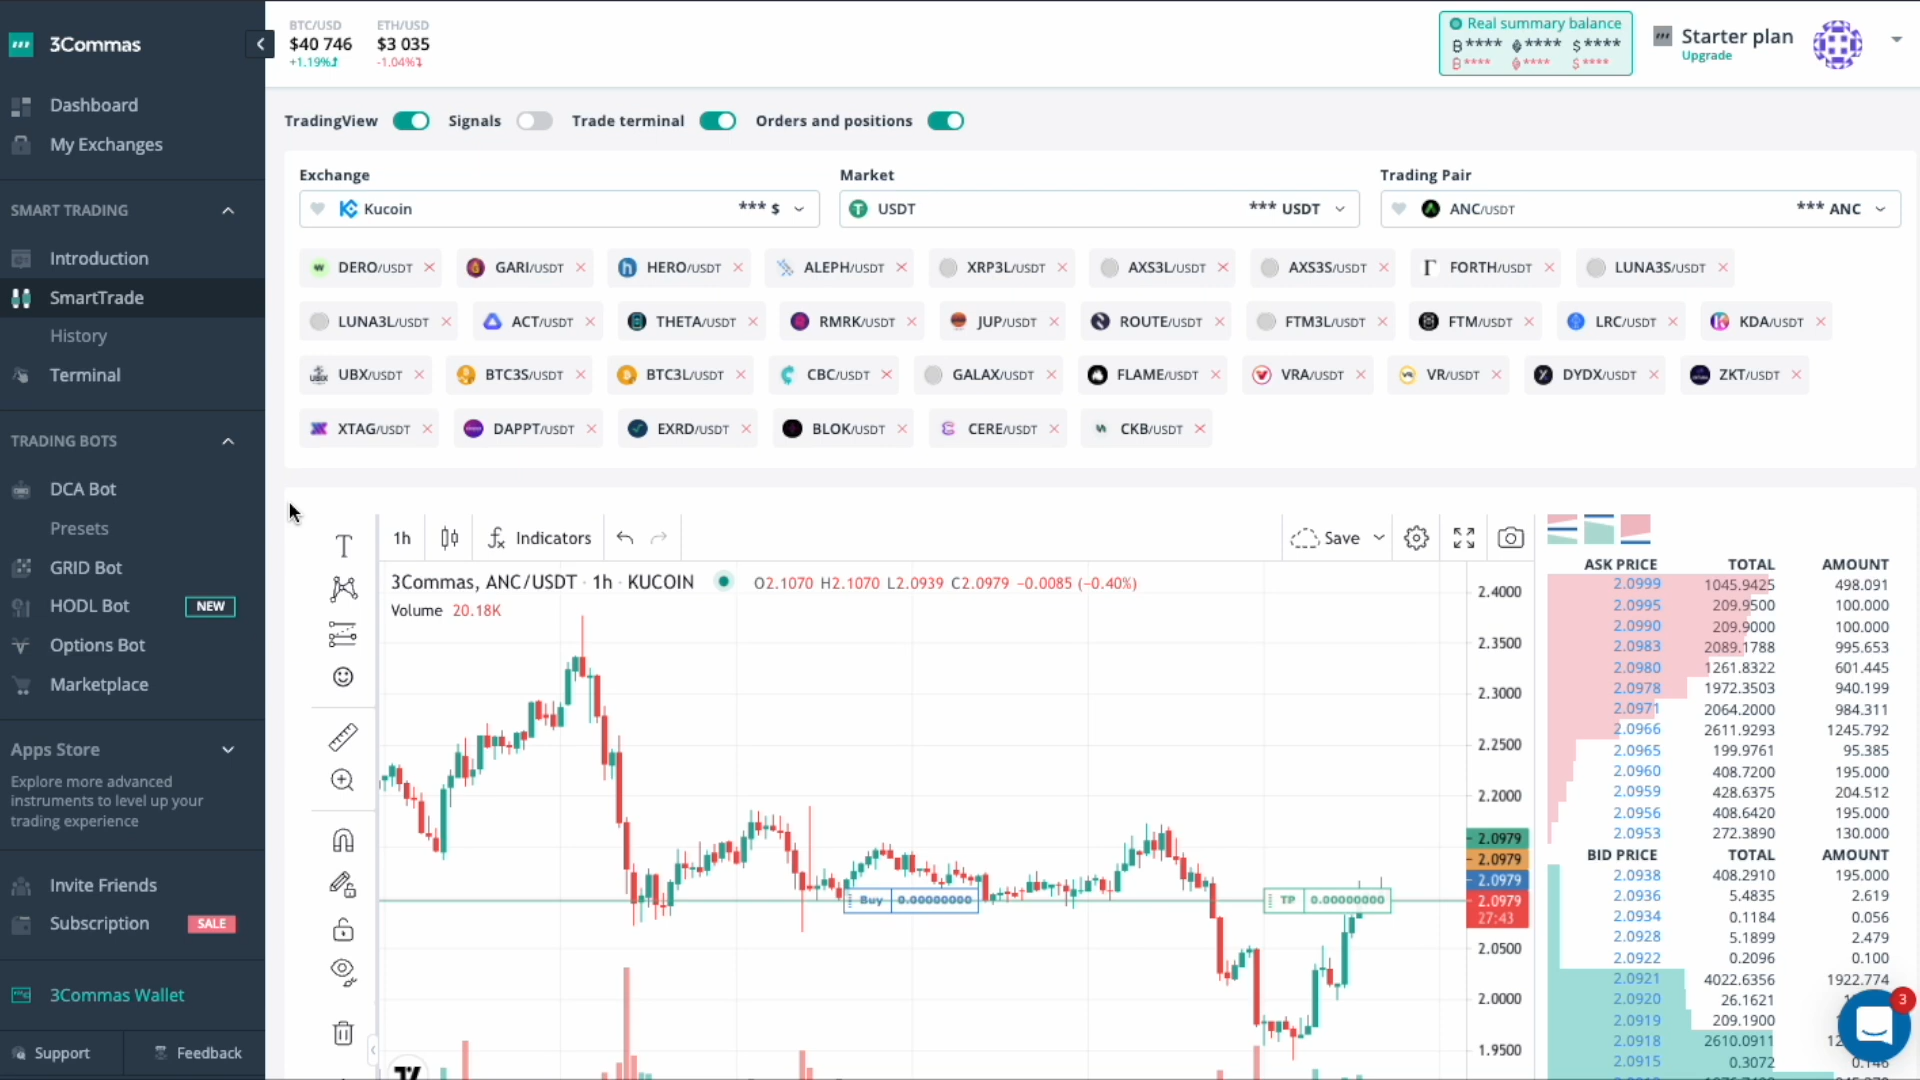 3Commas
Dashboard
My Exchanges
SMART TRADING
Introduction
SmartTrade
History
Terminal
TRADING BOTS
DCA Bot
Presets
GRID Bot
HODL Bot NEW
Options Bot
Marketplace
Apps Store
Explore more advanced
instruments to level up your
trading experience
Invite Friends
Subscription SALE
3Commas Wallet
Support Feedback
BTC/USD ETH/USD
$40 746 $3 035
+1.19% -1.04%
Real summary balance
**** **** $****
**** **** $****
Starter plan
Upgrade
TradingView Signals Trade terminal Orders and positions
Exchange Market Trading Pair
Kucoin *** $ USDT *** USDT ANC/USDT *** ANC
DERO/USDT GARI/USDT HERO/USDT ALEPH/USDT XRP3L/USDT AXS3L/USDT AXS3S/USDT FORTH/USDT LUNA3S/USDT
LUNA3L/USDT ACT/USDT THETA/USDT RMRK/USDT JUP/USDT ROUTE/USDT FTM3L/USDT FTM/USDT LRC/USDT KDA/USDT
UBX/USDT BTC3S/USDT BTC3L/USDT CBC/USDT GALAX/USDT FLAME/USDT VRA/USDT VR/USDT DYDX/USDT ZKT/USDT
XTAG/USDT DAPPT/USDT EXRD/USDT BLOK/USDT CERE/USDT CKB/USDT
1h Indicators Save
3Commas, ANC/USDT · 1h · KUCOIN O2.1070 H2.1070 L2.0939 C2.0979 −0.0085 (−0.40%)
Volume 20.18K
Buy 0.00000000
TP 0.00000000
2.4000
2.3500
2.3000
2.2500
2.2000
2.0979
2.0979
2.0979
2.0979
27:43
2.0500
2.0000
1.9500
ASK PRICE TOTAL AMOUNT
2.0999 1045.9425 498.091
2.0995 209.9500 100.000
2.0990 209.9000 100.000
2.0983 2089.1788 995.653
2.0980 1261.8322 601.445
2.0978 1972.3503 940.199
2.0971 2064.2000 984.311
2.0966 2611.9293 1245.792
2.0965 199.9761 95.385
2.0960 408.7200 195.000
2.0959 428.6375 204.512
2.0956 408.6420 195.000
2.0953 272.3890 130.000
BID PRICE TOTAL AMOUNT
2.0938 408.2910 195.000
2.0936 5.4835 2.619
2.0934 0.1184 0.056
2.0928 5.1899 2.479
2.0922 0.2096 0.100
2.0921 4022.6356 1922.774
2.0920 26.1621
2.0919 209.1900
2.0918 2610.0911
2.0915 0.3072
3